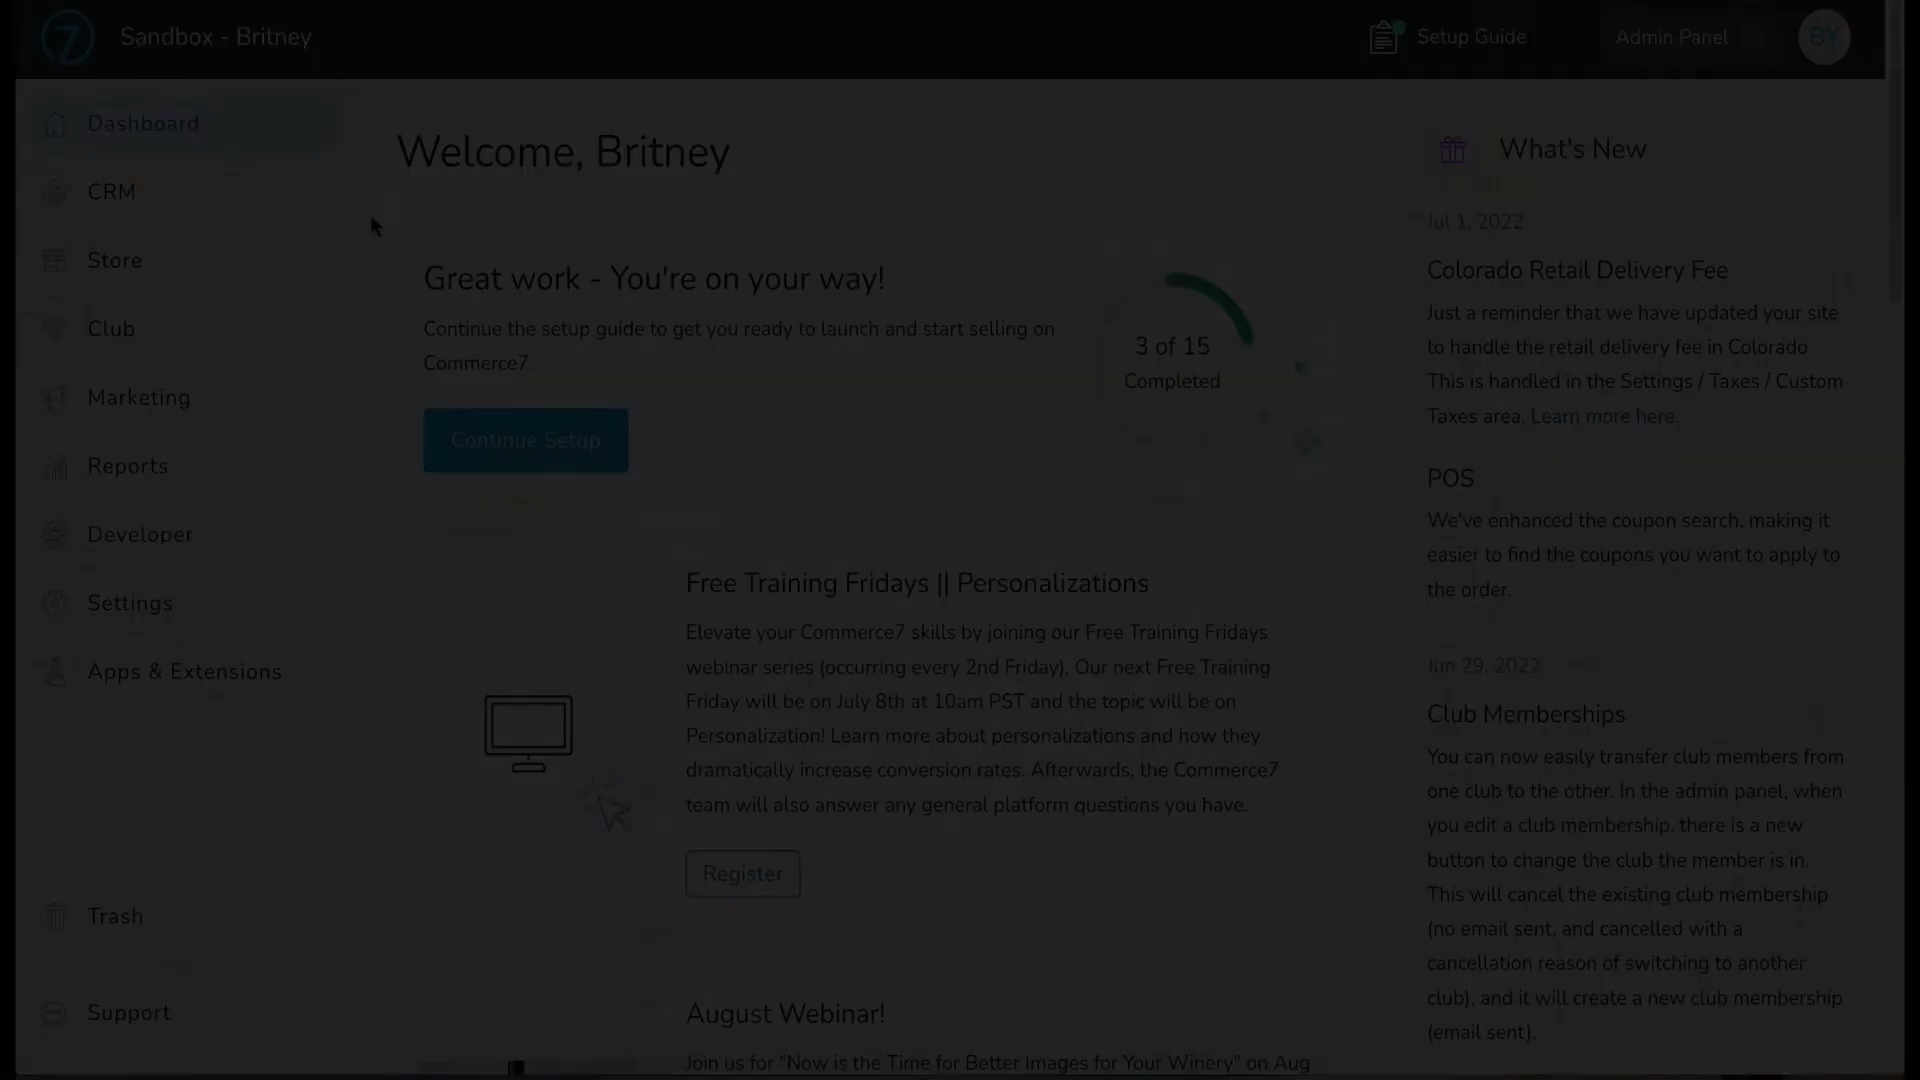 7 Sandbox - Britney
Setup Guide
Admin Panel
BY
Dashboard
CRM
Store
Club
Marketing
Reports
Developer
Settings
Apps & Extensions
Trash
Support
Welcome, Britney
Great work - You're on your way!
Continue the setup guide to get you ready to launch and start selling on
Commerce7.
Continue Setup
3 of 15
Completed
Free Training Fridays || Personalizations
Elevate your Commerce7 skills by joining our Free Training Fridays
webinar series (occurring every 2nd Friday). Our next Free Training
Friday will be on July 8th at 10am PST and the topic will be on
Personalization! Learn more about personalizations and how they
dramatically increase conversion rates. Afterwards, the Commerce7
team will also answer any general platform questions you have.
Register
August Webinar!
Join us for "Now is the Time for Better Images for Your Winery" on Aug
What's New
Jul 1, 2022
Colorado Retail Delivery Fee
Just a reminder that we have updated your site
to handle the retail delivery fee in Colorado
This is handled in the Settings / Taxes / Custom
Taxes area. Learn more here.
POS
We've enhanced the coupon search, making it
easier to find the coupons you want to apply to
the order.
Jun 29, 2022
Club Memberships
You can now easily transfer club members from
one club to the other. In the admin panel, when
you edit a club membership, there is a new
button to change the club the member is in.
This will cancel the existing club membership
(no email sent, and cancelled with a
cancellation reason of switching to another
club), and it will create a new club membership
(email sent).